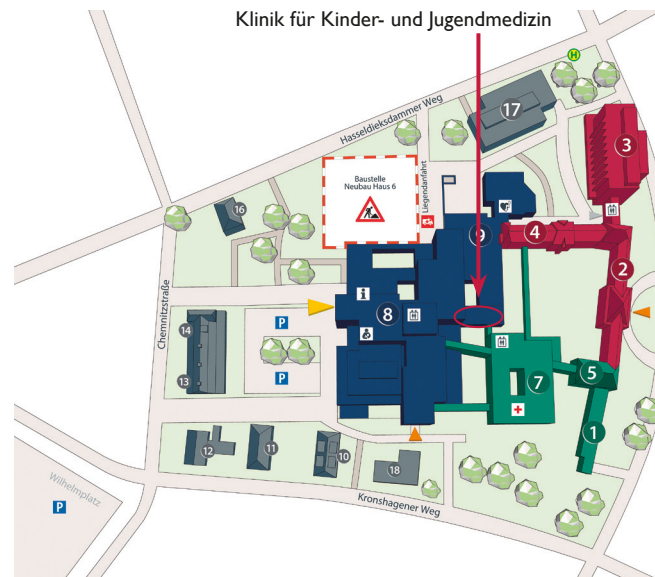 Klinik für Kinder- und Jugendmedizin
H
Hasseldieksdammer Weg
17
3
Baustelle
Neubau Haus 6
Liegendanfahrt
16
9
4
2
Chemnitzstraße
i
8
14
P
7
5
13
P
1
12
11
10
18
Wilhelmplatz
P
Kronshagener Weg